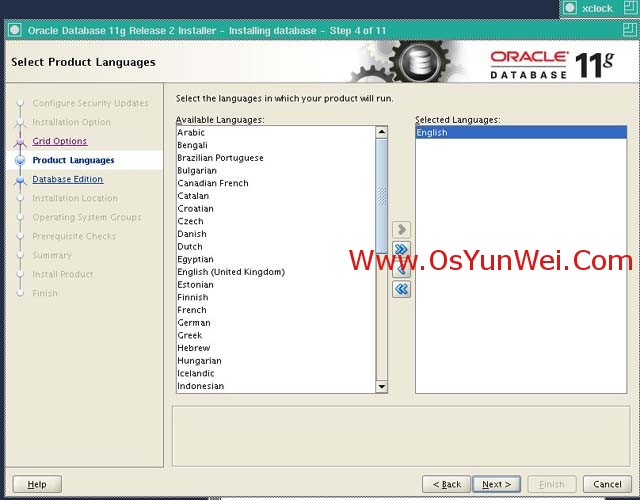 xclock
Oracle Database 11g Release 2 Installer - Installing database - Step 4 of 11
Select Product Languages
ORACLE
DATABASE
11g
Configure Security Updates
Installation Option
Grid Options
Product Languages
Database Edition
Installation Location
Operating System Groups
Prerequisite Checks
Summary
Install Product
Finish
Select the languages in which your product will run.
Available Languages:
Arabic
Bengali
Brazilian Portuguese
Bulgarian
Canadian French
Catalan
Croatian
Czech
Danish
Dutch
Egyptian
English (United Kingdom)
Estonian
Finnish
French
German
Greek
Hebrew
Hungarian
Icelandic
Indonesian
Selected Languages:
English
Www.OsYunWei.Com
Help
< Back
Next >
Finish
Cancel